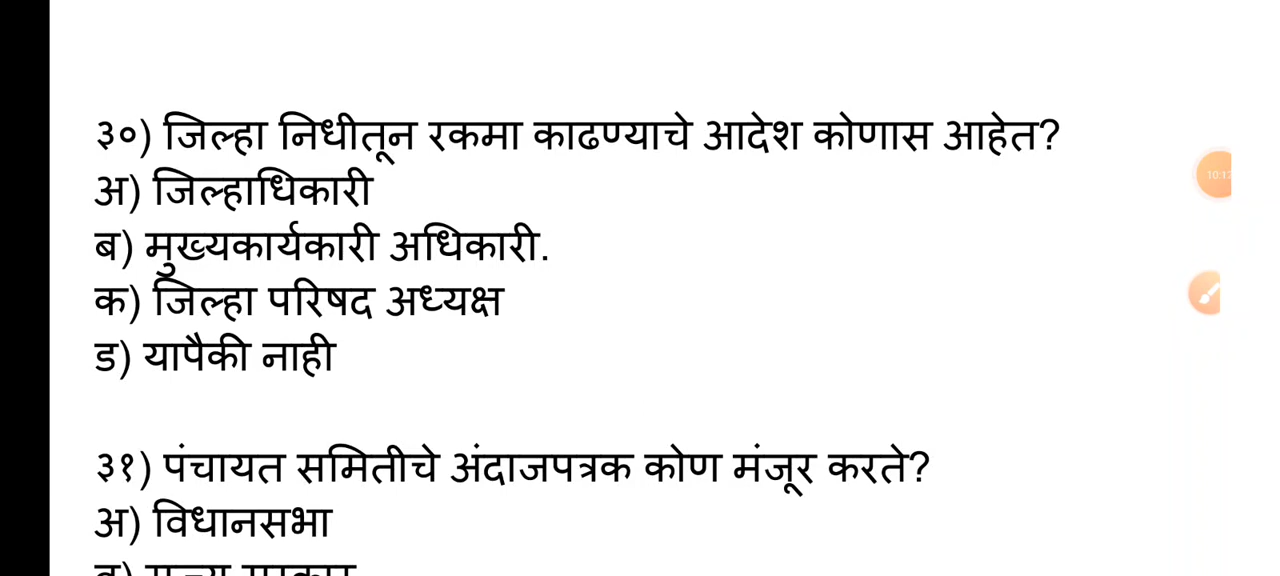 ३०) जिल्हा निधीतून रकमा काढण्याचे आदेश कोणास आहेत?
अ) जिल्हाधिकारी
ब) मुख्यकार्यकारी अधिकारी.
क) जिल्हा परिषद अध्यक्ष
ड) यापैकी नाही
३१) पंचायत समितीचे अंदाजपत्रक कोण मंजूर करते?
अ) विधानसभा